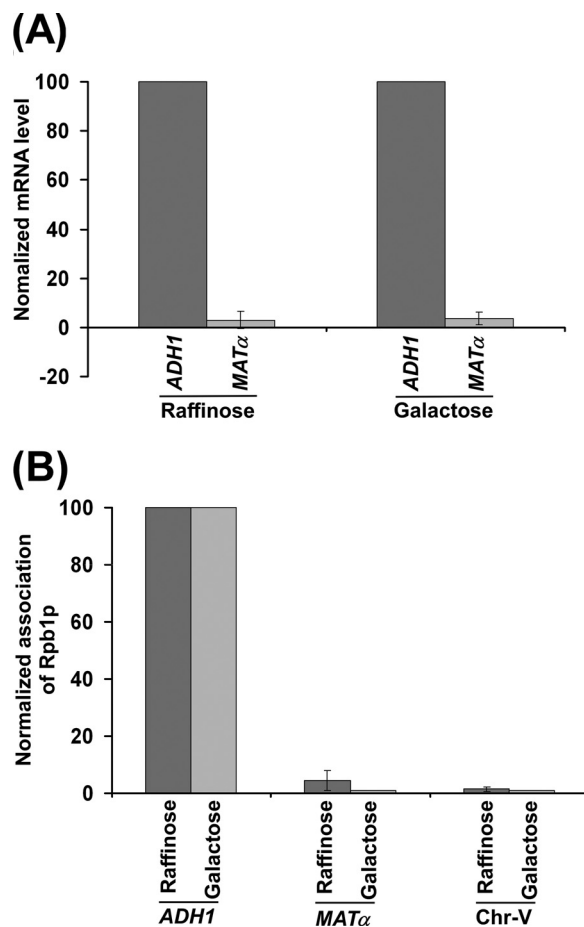 (A)
Nomalized mRNA level
100
80
60
40
20
0
-20
ADH1
MATα
ADH1
MATα
Raffinose
Galactose
(B)
Normalized association
of Rpb1p
100
80
60
40
20
0
Raffinose
Galactose
Raffinose
Galactose
Raffinose
Galactose
ADH1
MATα
Chr-V